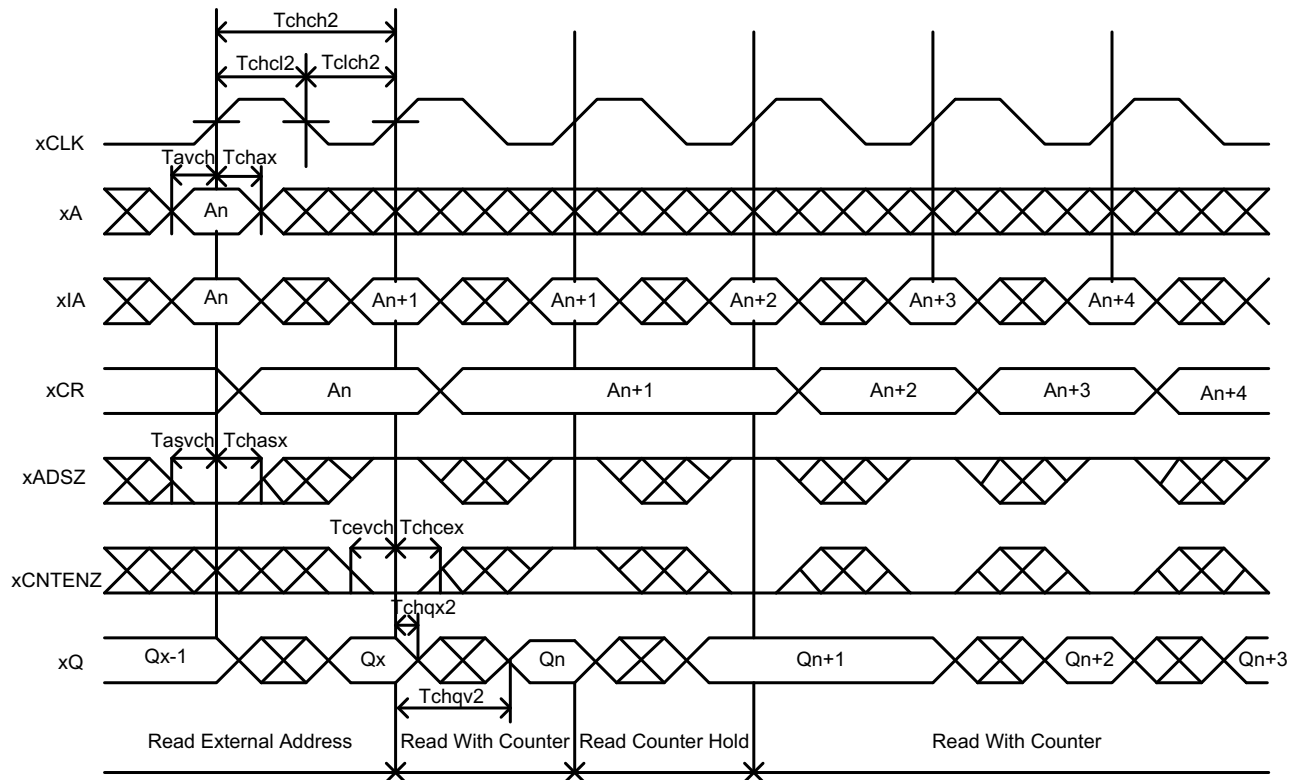 Tchch2
Tchcl2 Tclch2
xCLK
Tavch Tchax
xA An
xIA An An+1 An+1 An+2 An+3 An+4
xCR An An+1 An+2 An+3 An+4
Tasvch Tchasx
xADSZ
Tcevch Tchcex
xCNTENZ
Tchqx2
xQ Qx-1 Qx Qn Qn+1 Qn+2 Qn+3
Tchqv2
Read External Address Read With Counter Read Counter Hold Read With Counter